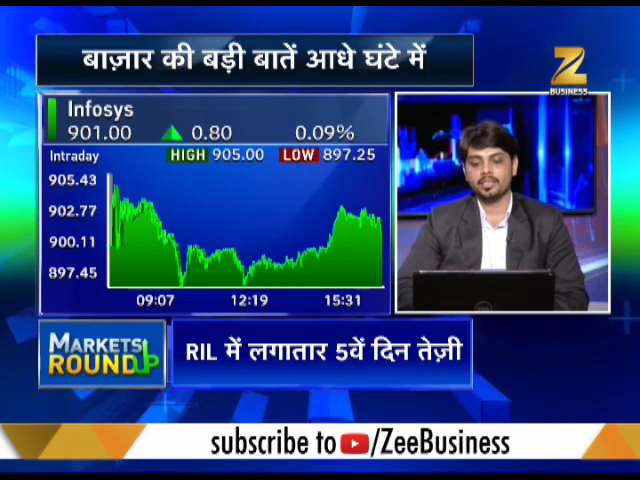 बाज़ार की बड़ी बातें आधे घंटे में
Z
BUSINESS
Infosys
901.00 0.80 0.09%
Intraday HIGH 905.00 LOW 897.25
905.43
902.77
900.11
897.45
09:07 12:19 15:31
MARKETS
ROUNDUP
RIL में लगातार 5वें दिन तेज़ी
subscribe to /ZeeBusiness